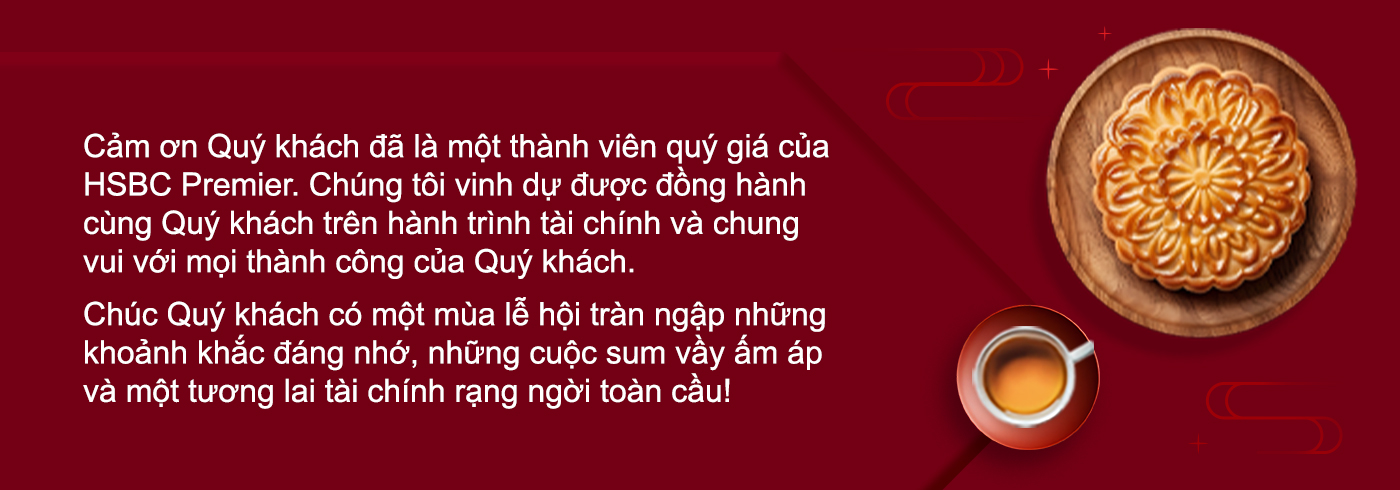 Cảm ơn Quý khách đã là một thành viên quý giá của
HSBC Premier. Chúng tôi vinh dự được đồng hành
cùng Quý khách trên hành trình tài chính và chung
vui với mọi thành công của Quý khách.
Chúc Quý khách có một mùa lễ hội tràn ngập những
khoảnh khắc đáng nhớ, những cuộc sum vầy ấm áp
và một tương lai tài chính rạng ngời toàn cầu!